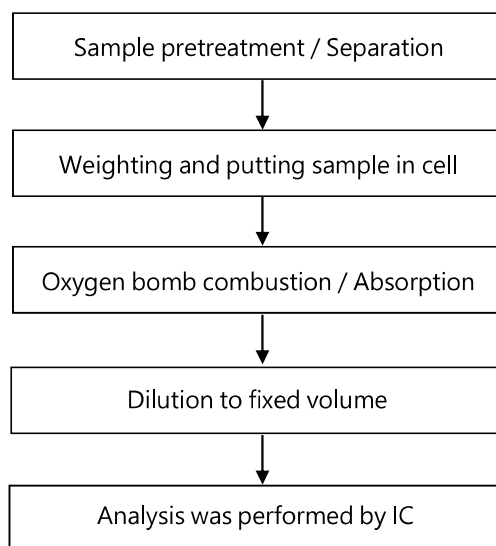 Sample pretreatment / Separation
Weighting and putting sample in cell
Oxygen bomb combustion / Absorption
Dilution to fixed volume
Analysis was performed by IC